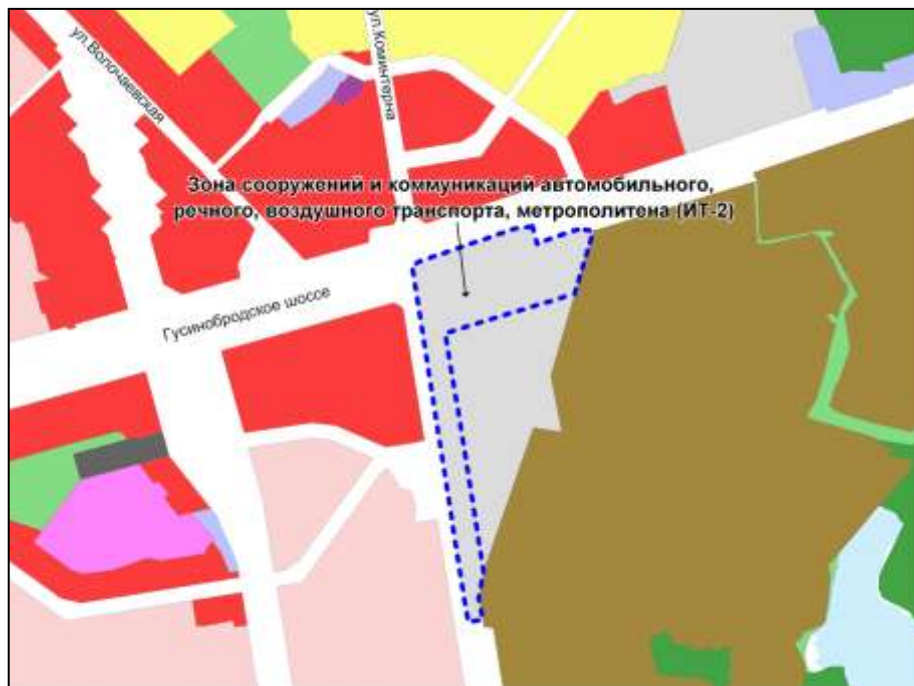 ул.Волочаевская
ул.Коминтерна
Зона сооружений и коммуникаций автомобильного,
речного, воздушного транспорта, метрополитена (ИТ-2)
Гусинобродское шоссе